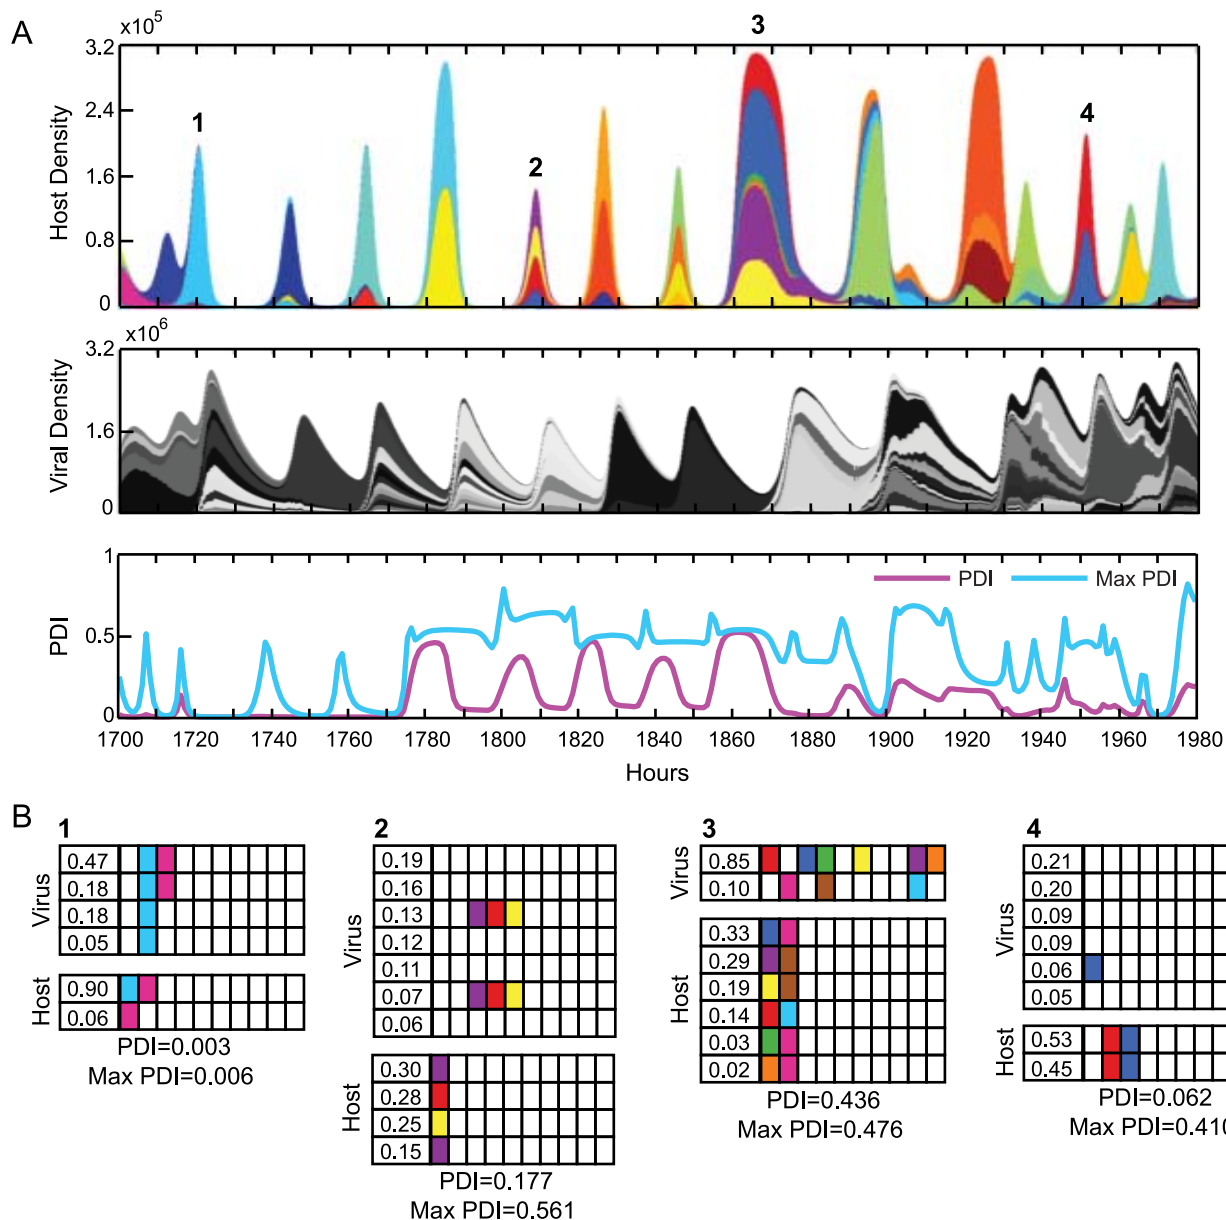 A
x10^5
3
3.2
2.4
1
4
1.6
2
0.8
0
Host Density
x10^6
3.2
1.6
0
Viral Density
1
PDI
Max PDI
0.5
0
PDI
1700 1720 1740 1760 1780 1800 1820 1840 1860 1880 1900 1920 1940 1960 1980
Hours
B
1
Virus
0.47
0.18
0.18
0.05
Host
0.90
0.06
PDI=0.003
Max PDI=0.006
2
Virus
0.19
0.16
0.13
0.12
0.11
0.07
0.06
Host
0.30
0.28
0.25
0.15
PDI=0.177
Max PDI=0.561
3
Virus
0.85
0.10
Host
0.33
0.29
0.19
0.14
0.03
0.02
PDI=0.436
Max PDI=0.476
4
Virus
0.21
0.20
0.09
0.09
0.06
0.05
Host
0.53
0.45
PDI=0.062
Max PDI=0.410